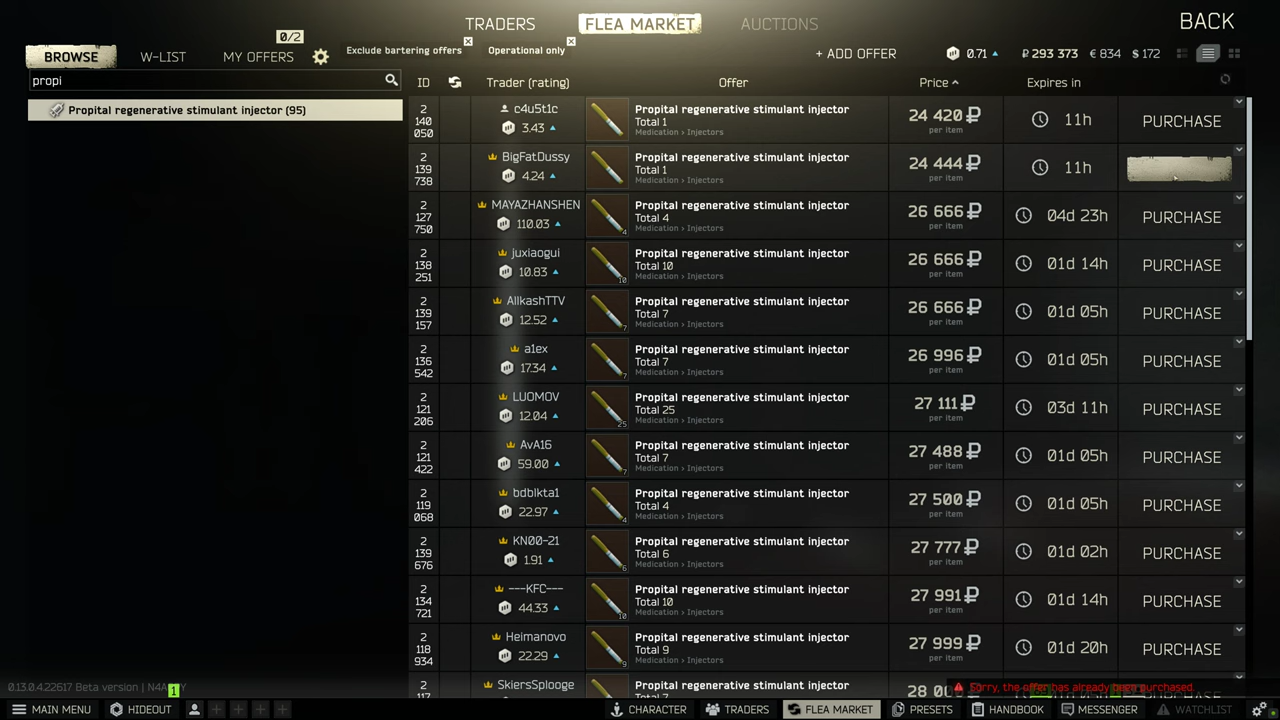 TRADERS FLEA MARKET AUCTIONS BACK
0/2
BROWSE W-LIST MY OFFERS Exclude bartering offers Operational only + ADD OFFER 0.71 ₽ 293 373 € 834 $ 172
propi ID Trader (rating) Offer Price Expires in
Propital regenerative stimulant injector (95)
2 140 050 c4u5t1c 3.43 Propital regenerative stimulant injector 24 420 ₽ 11h PURCHASE
Total 1 per item
Medication › Injectors
2 139 738 BigFatDussy 4.24 Propital regenerative stimulant injector 24 444 ₽ 11h
Total 1 per item
Medication › Injectors
2 127 750 MAYAZHANSHEN 110.03 4 Propital regenerative stimulant injector 26 666 ₽ 04d 23h PURCHASE
Total 4 per item
Medication › Injectors
2 138 251 juxiaogui 10.83 10 Propital regenerative stimulant injector 26 666 ₽ 01d 14h PURCHASE
Total 10 per item
Medication › Injectors
2 139 157 AllkashTTV 12.52 7 Propital regenerative stimulant injector 26 666 ₽ 01d 05h PURCHASE
Total 7 per item
Medication › Injectors
2 136 542 a1ex 17.34 7 Propital regenerative stimulant injector 26 996 ₽ 01d 05h PURCHASE
Total 7 per item
Medication › Injectors
2 121 206 LUOMOV 12.04 25 Propital regenerative stimulant injector 27 111 ₽ 03d 11h PURCHASE
Total 25 per item
Medication › Injectors
2 121 422 AvA16 59.00 7 Propital regenerative stimulant injector 27 488 ₽ 01d 05h PURCHASE
Total 7 per item
Medication › Injectors
2 119 068 bdblkta1 22.97 4 Propital regenerative stimulant injector 27 500 ₽ 01d 05h PURCHASE
Total 4 per item
Medication › Injectors
2 139 676 KN00-21 1.91 6 Propital regenerative stimulant injector 27 777 ₽ 01d 02h PURCHASE
Total 6 per item
Medication › Injectors
2 134 721 ---KFC--- 44.33 10 Propital regenerative stimulant injector 27 991 ₽ 01d 14h PURCHASE
Total 10 per item
Medication › Injectors
2 118 934 Heimanovo 22.29 9 Propital regenerative stimulant injector 27 999 ₽ 01d 20h PURCHASE
Total 9 per item
Medication › Injectors
2 SkiersSplooge Propital regenerative stimulant injector
0.13.0.4.22617 Beta version | Sorry, the offer has already been purchased.
1
MAIN MENU HIDEOUT CHARACTER TRADERS FLEA MARKET PRESETS HANDBOOK MESSENGER WATCHLIST